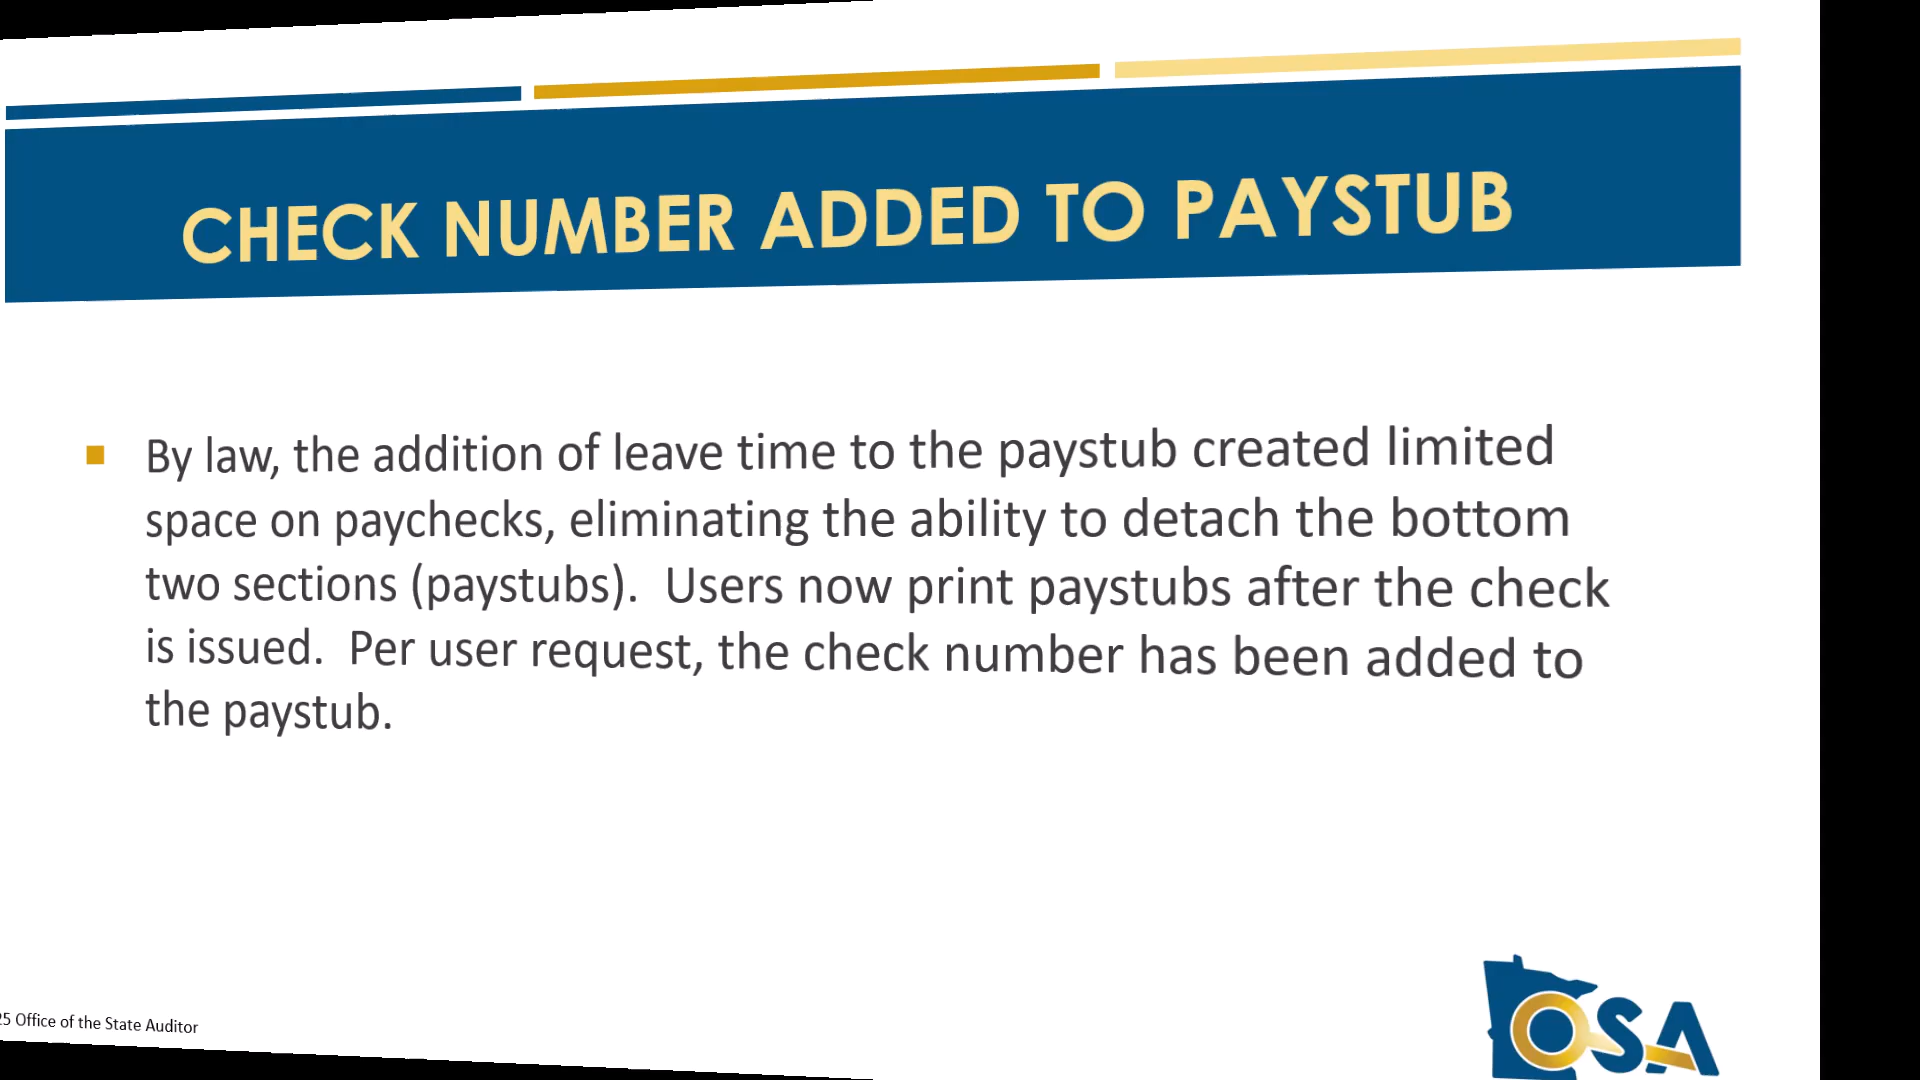 CHECK NUMBER ADDED TO PAYSTUB
By law, the addition of leave time to the paystub created limited
space on paychecks, eliminating the ability to detach the bottom
two sections (paystubs).  Users now print paystubs after the check
is issued.  Per user request, the check number has been added to
the paystub.
25 Office of the State Auditor
OSA